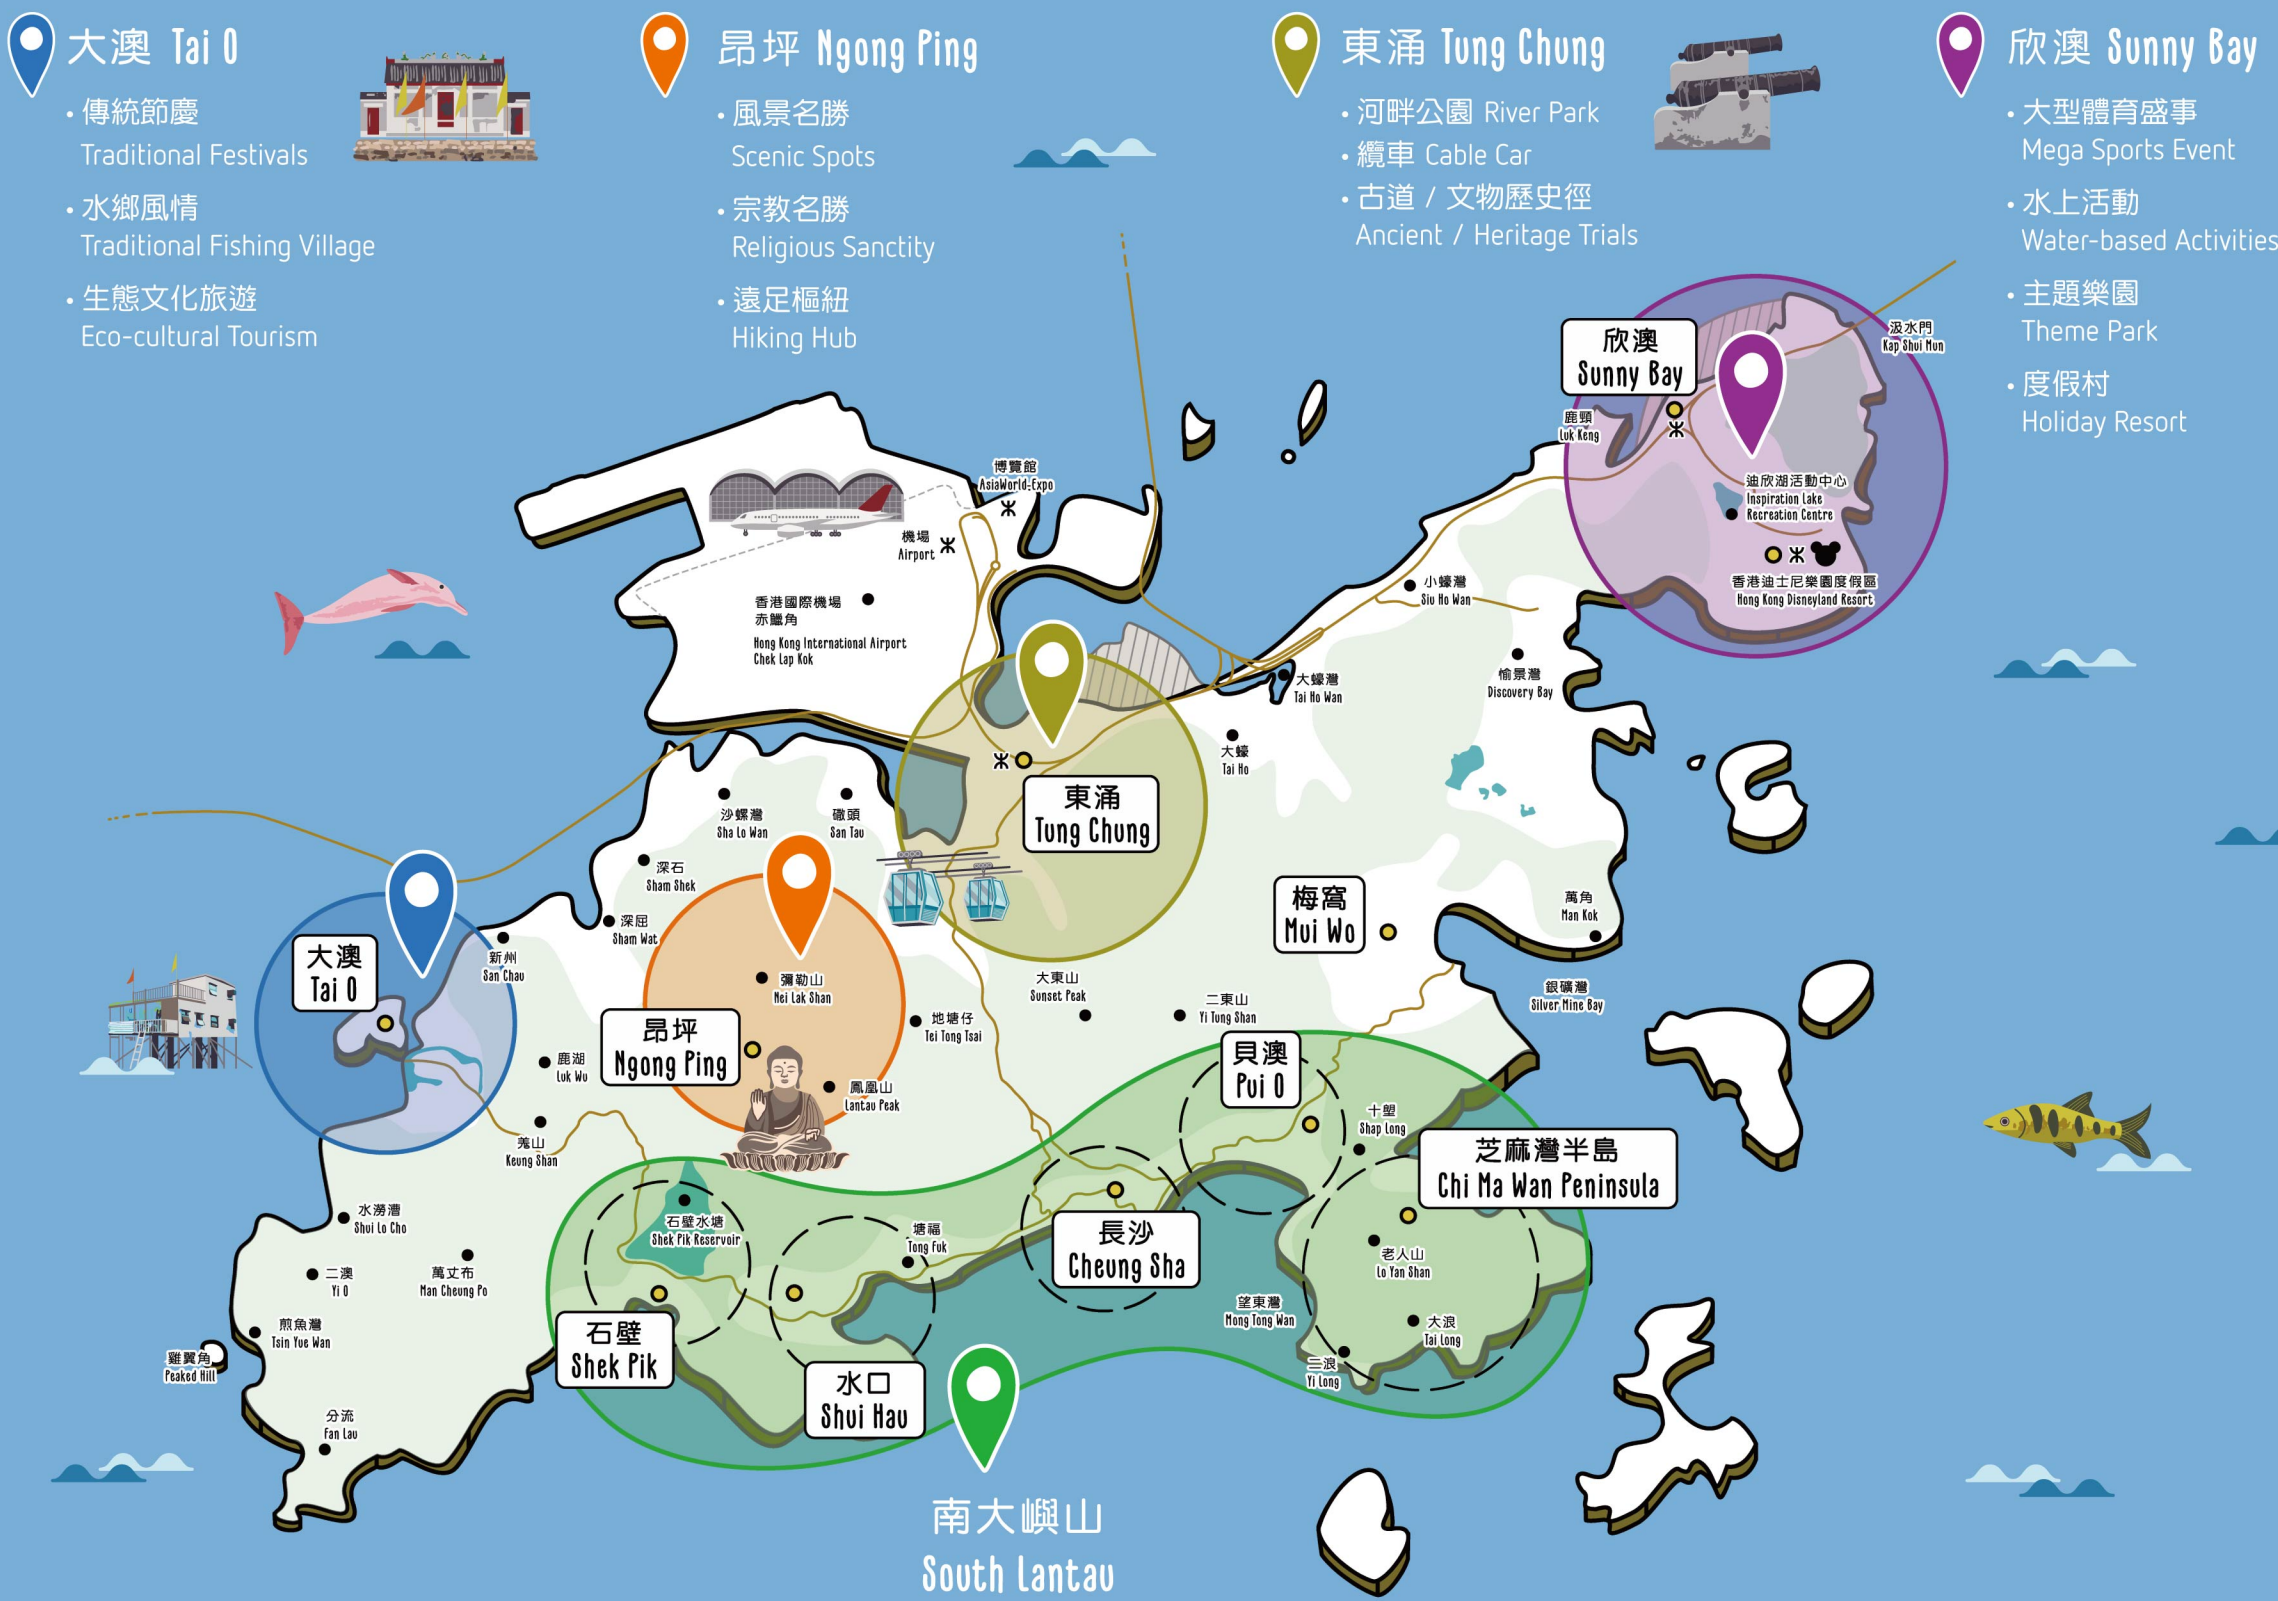 大澳 Tai O
• 傳統節慶
Traditional Festivals
• 水鄉風情
Traditional Fishing Village
• 生態文化旅遊
Eco-cultural Tourism
昂坪 Ngong Ping
• 風景名勝
Scenic Spots
• 宗教名勝
Religious Sanctity
• 遠足樞紐
Hiking Hub
東涌 Tung Chung
• 河畔公園 River Park
• 纜車 Cable Car
• 古道 / 文物歷史徑
Ancient / Heritage Trials
欣澳 Sunny Bay
• 大型體育盛事
Mega Sports Event
• 水上活動
Water-based Activities
• 主題樂園
Theme Park
• 度假村
Holiday Resort
欣澳
Sunny Bay
汲水門
Kap Shui Mun
鹿頸
Luk Keng
迪欣湖活動中心
Inspiration Lake
Recreation Centre
香港迪士尼樂園度假區
Hong Kong Disneyland Resort
博覽館
AsiaWorld-Expo
機場
Airport
香港國際機場
赤鱲角
Hong Kong International Airport
Chek Lap Kok
小蠔灣
Siu Ho Wan
大蠔灣
Tai Ho Wan
愉景灣
Discovery Bay
大蠔
Tai Ho
東涌
Tung Chung
沙螺灣
Sha Lo Wan
䃟頭
San Tau
深石
Sham Shek
深屈
Sham Wat
梅窩
Mui Wo
萬角
Man Kok
銀礦灣
Silver Mine Bay
大澳
Tai O
新州
San Chau
彌勒山
Nei Lak Shan
昂坪
Ngong Ping
地塘仔
Tei Tong Tsai
大東山
Sunset Peak
二東山
Yi Tung Shan
鹿湖
Luk Wu
鳳凰山
Lantau Peak
羗山
Keung Shan
貝澳
Pui O
十塱
Shap Long
芝麻灣半島
Chi Ma Wan Peninsula
水澇漕
Shui Lo Cho
石壁水塘
Shek Pik Reservoir
塘福
Tong Fuk
長沙
Cheung Sha
老人山
Lo Yan Shan
二澳
Yi O
萬丈布
Man Cheung Po
望東灣
Mong Tong Wan
大浪
Tai Long
煎魚灣
Tsin Yue Wan
雞翼角
Peaked Hill
石壁
Shek Pik
水口
Shui Hau
二浪
Yi Long
分流
Fan Lau
南大嶼山
South Lantau